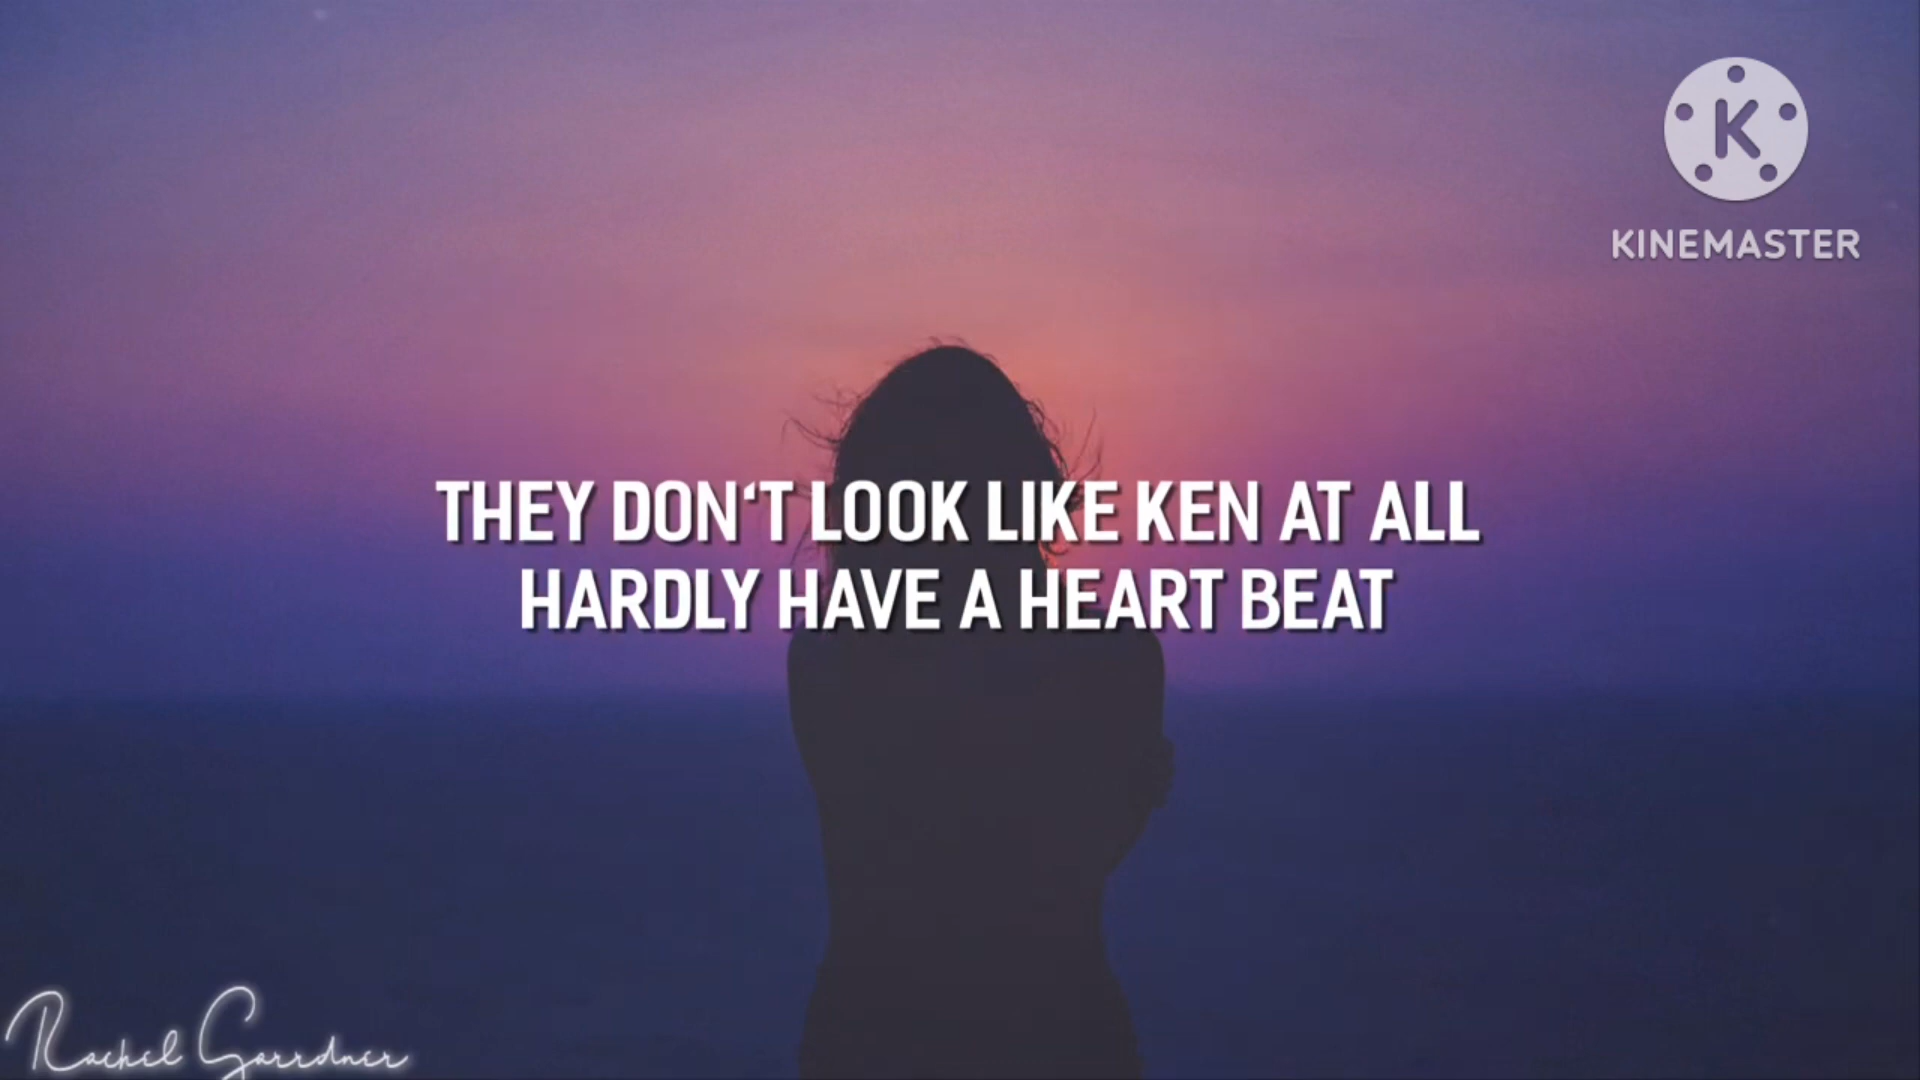 K
KINEMASTER
THEY DON'T LOOK LIKE KEN AT ALL
HARDLY HAVE A HEART BEAT
Rachel Garrdner